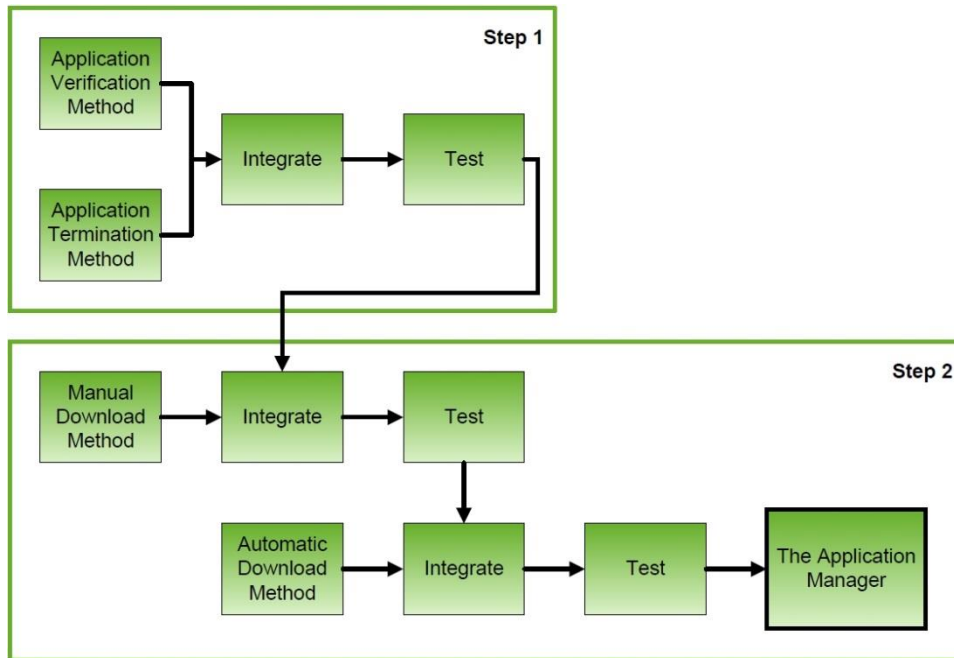 Step 1
Application
Verification
Method
Integrate
Test
Application
Termination
Method
Step 2
Manual
Download
Method
Integrate
Test
Automatic
Download
Method
Integrate
Test
The Application
Manager